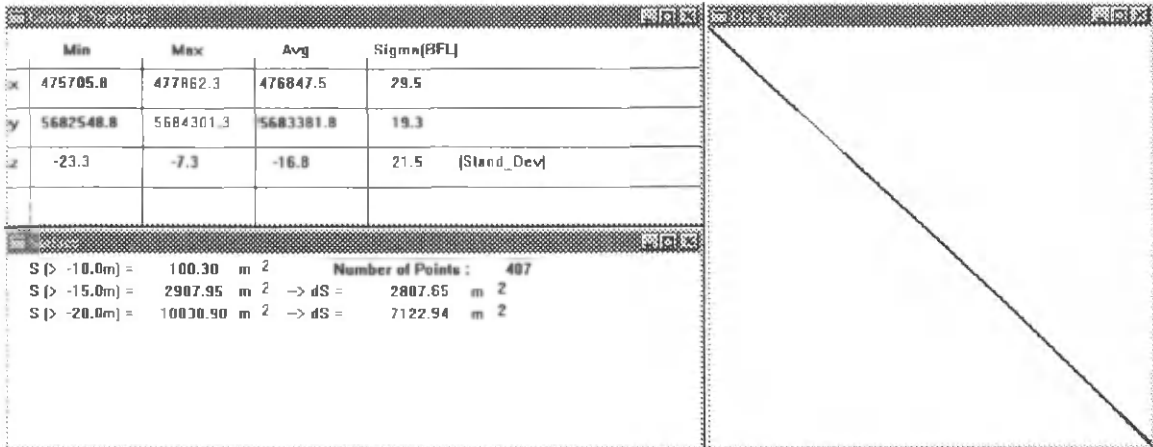 Min Max Avg Sigma(BFL)
x 475705.8 477862.3 476847.5 29.5
y 5682548.8 5684301.3 5683381.8 19.3
z -23.3 -7.3 -16.8 21.5 (Stand_Dev)
S (> -10.0m) = 100.30 m 2 Number of Points : 407
S (> -15.0m) = 2907.95 m 2 --> dS = 2807.65 m 2
S (> -20.0m) = 10030.90 m 2 --> dS = 7122.94 m 2